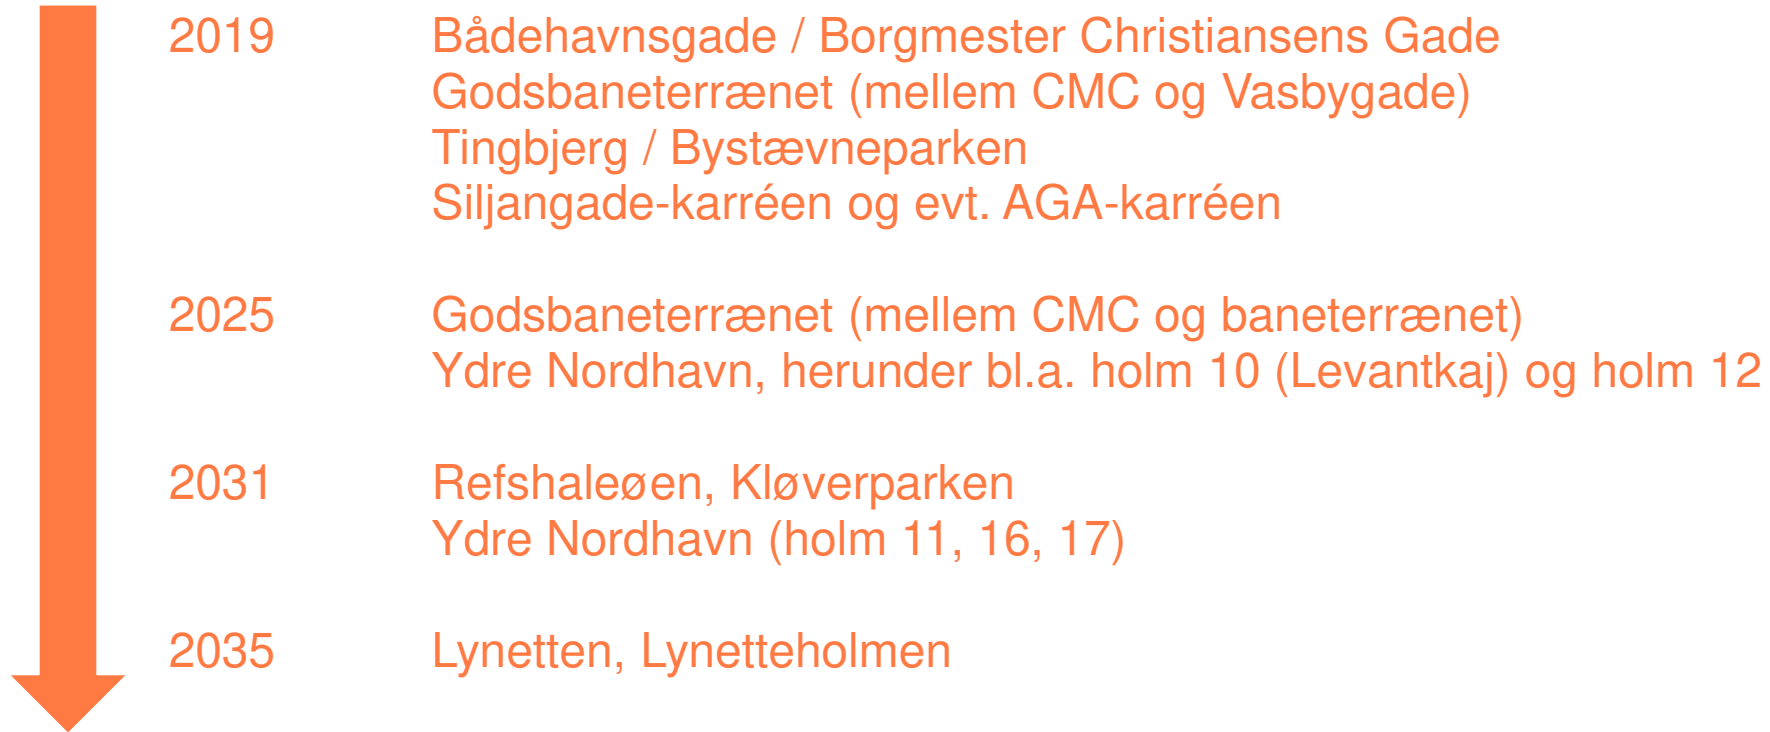 2019 Bådehavnsgade / Borgmester Christiansens Gade
Godsbaneterrænet (mellem CMC og Vasbygade)
Tingbjerg / Bystævneparken
Siljangade-karréen og evt. AGA-karréen
2025 Godsbaneterrænet (mellem CMC og baneterrænet)
Ydre Nordhavn, herunder bl.a. holm 10 (Levantkaj) og holm 12
2031 Refshaleøen, Kløverparken
Ydre Nordhavn (holm 11, 16, 17)
2035 Lynetten, Lynetteholmen